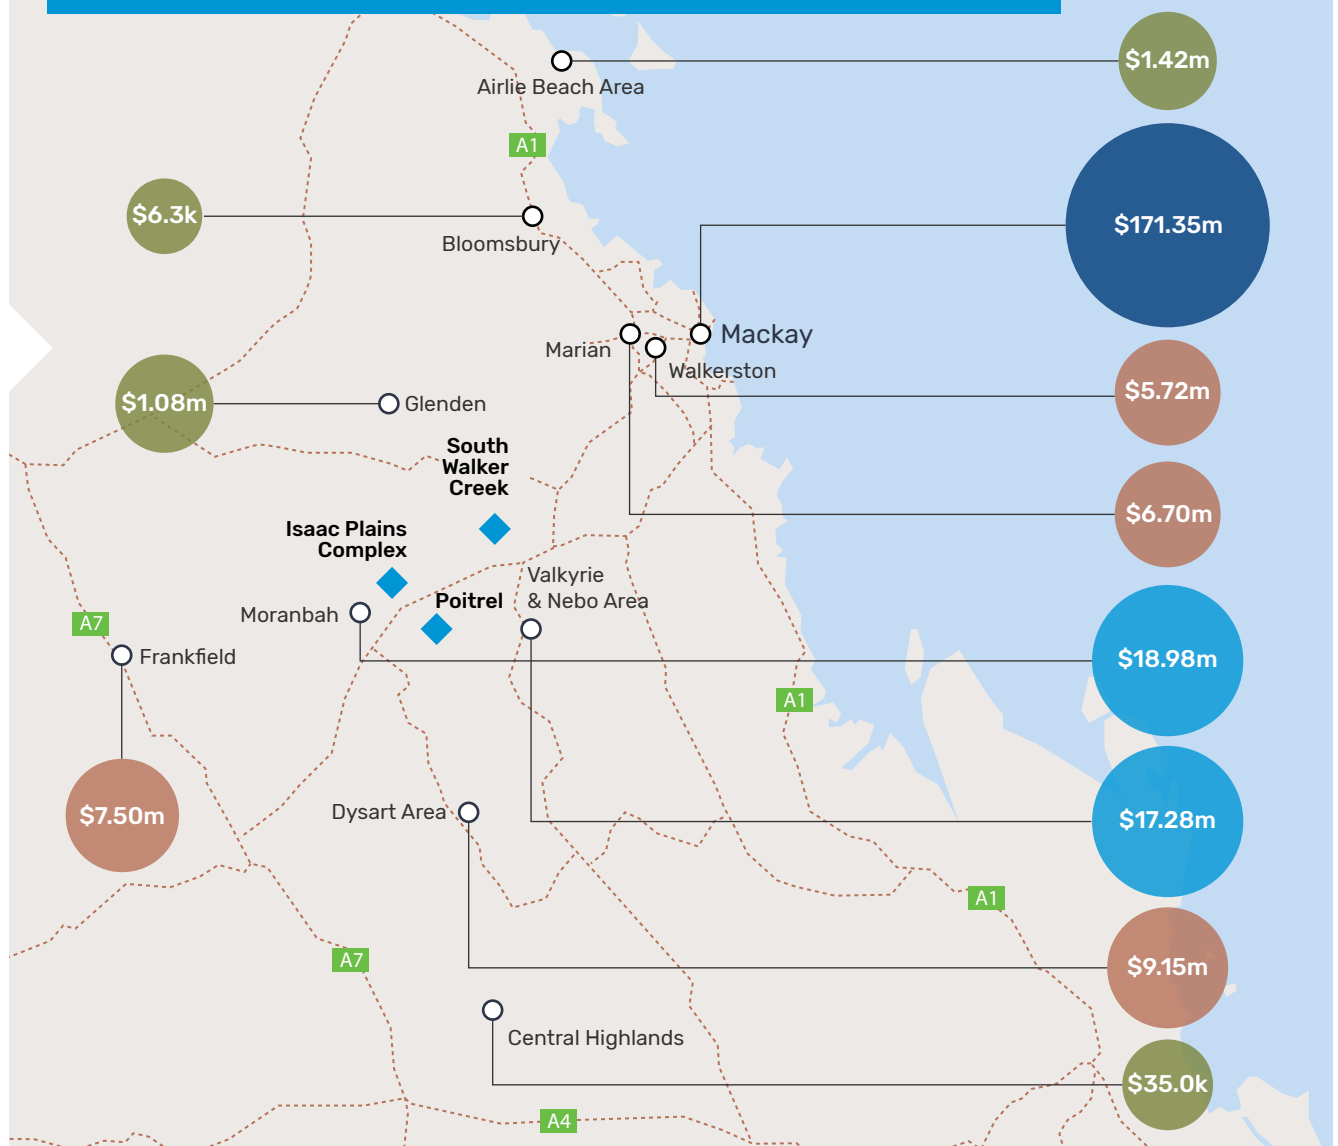 $1.42m
Airlie Beach Area
A1
$6.3k
Bloomsbury
$171.35m
Mackay
Marian
Walkerston
$5.72m
$1.08m
Glenden
South
Walker
Creek
$6.70m
Isaac Plains
Complex
Valkyrie
& Nebo Area
Poitrel
Moranbah
A7
Frankfield
$18.98m
A1
$7.50m
Dysart Area
$17.28m
A1
A7
$9.15m
Central Highlands
$35.0k
A4